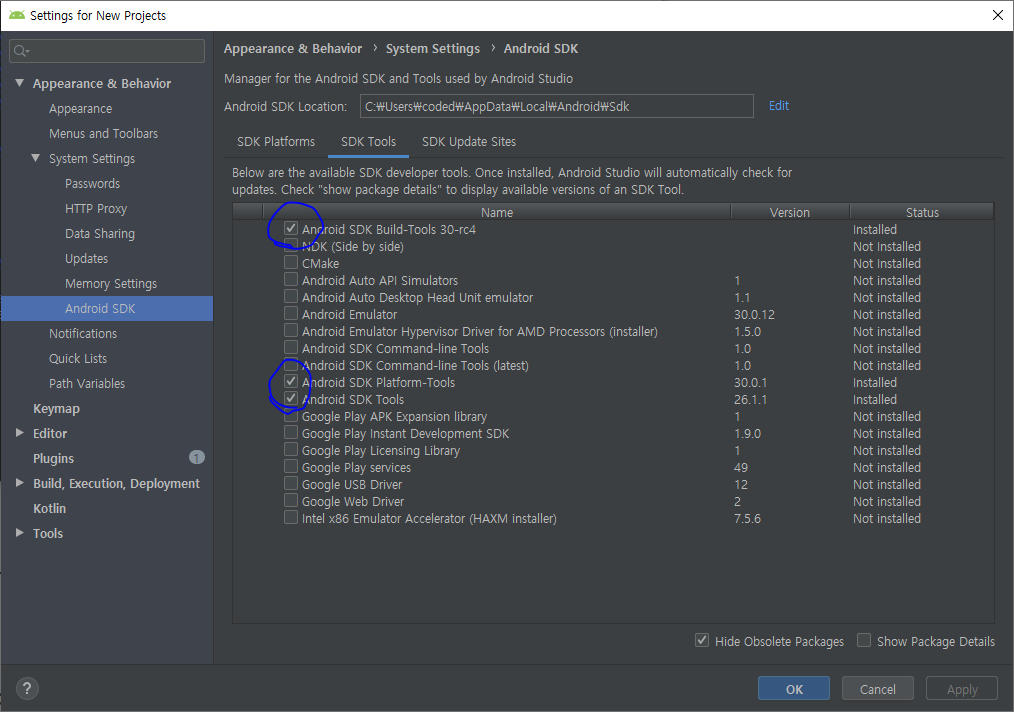 Settings for New Projects
Appearance & Behavior
Appearance
Menus and Toolbars
System Settings
Passwords
HTTP Proxy
Data Sharing
Updates
Memory Settings
Android SDK
Notifications
Quick Lists
Path Variables
Keymap
Editor
Plugins 1
Build, Execution, Deployment
Kotlin
Tools
Appearance & Behavior › System Settings › Android SDK
Manager for the Android SDK and Tools used by Android Studio
Android SDK Location: C:₩Users₩coded₩AppData₩Local₩Android₩Sdk Edit
SDK Platforms SDK Tools SDK Update Sites
Below are the available SDK developer tools. Once installed, Android Studio will automatically check for
updates. Check "show package details" to display available versions of an SDK Tool.
Name Version Status
Android SDK Build-Tools 30-rc4 Installed
NDK (Side by side) Not Installed
CMake Not Installed
Android Auto API Simulators 1 Not installed
Android Auto Desktop Head Unit emulator 1.1 Not installed
Android Emulator 30.0.12 Not installed
Android Emulator Hypervisor Driver for AMD Processors (installer) 1.5.0 Not installed
Android SDK Command-line Tools 1.0 Not installed
Android SDK Command-line Tools (latest) 1.0 Not installed
Android SDK Platform-Tools 30.0.1 Installed
Android SDK Tools 26.1.1 Installed
Google Play APK Expansion library 1 Not installed
Google Play Instant Development SDK 1.9.0 Not installed
Google Play Licensing Library 1 Not installed
Google Play services 49 Not installed
Google USB Driver 12 Not installed
Google Web Driver 2 Not installed
Intel x86 Emulator Accelerator (HAXM installer) 7.5.6 Not installed
Hide Obsolete Packages Show Package Details
? OK Cancel Apply